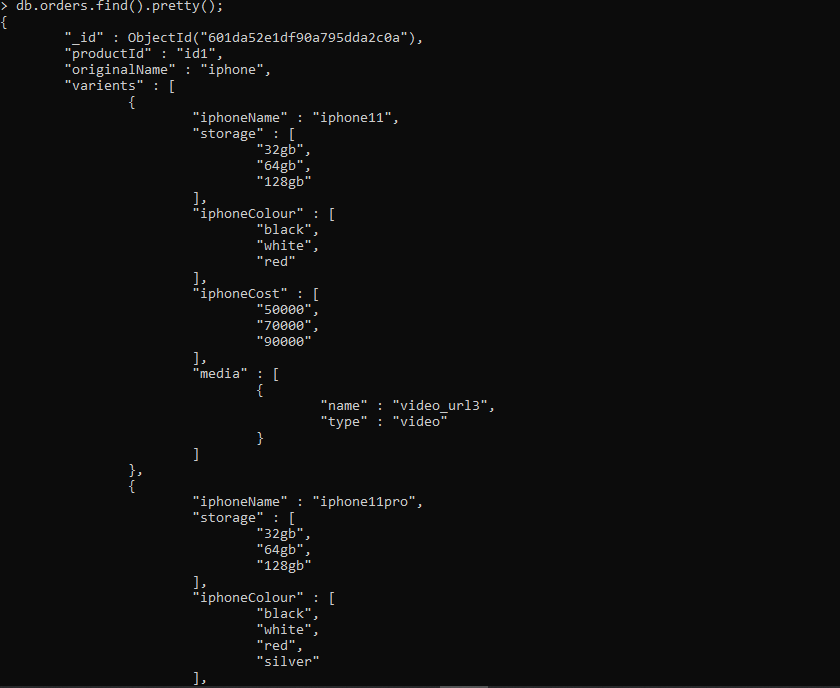 > db.orders.find().pretty();
{
        "_id" : ObjectId("601da52e1df90a795dda2c0a"),
        "productId" : "id1",
        "originalName" : "iphone",
        "varients" : [
                {
                        "iphoneName" : "iphone11",
                        "storage" : [
                                "32gb",
                                "64gb",
                                "128gb"
                        ],
                        "iphoneColour" : [
                                "black",
                                "white",
                                "red"
                        ],
                        "iphoneCost" : [
                                "50000",
                                "70000",
                                "90000"
                        ],
                        "media" : [
                                {
                                        "name" : "video_url3",
                                        "type" : "video"
                                }
                        ]
                },
                {
                        "iphoneName" : "iphone11pro",
                        "storage" : [
                                "32gb",
                                "64gb",
                                "128gb"
                        ],
                        "iphoneColour" : [
                                "black",
                                "white",
                                "red",
                                "silver"
                        ],